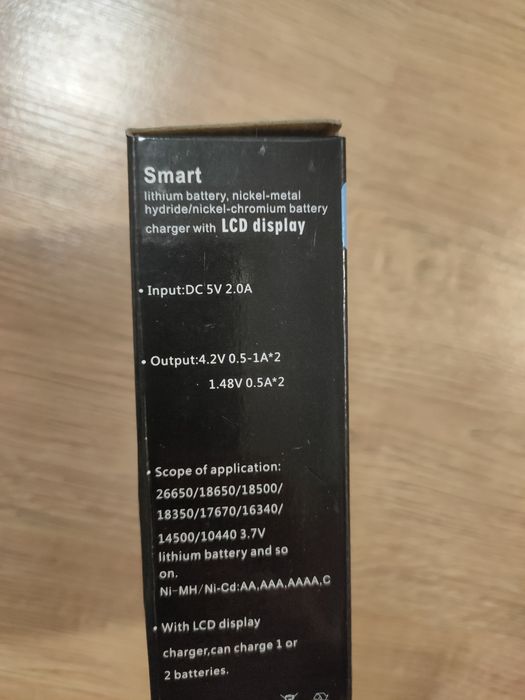 Smart
lithium battery, nickel-metal
hydride/nickel-chromium battery
charger with LCD display
• Input:DC 5V 2.0A
• Output:4.2V 0.5-1A*2
1.48V 0.5A*2
• Scope of application:
26650/18650/18500/
18350/17670/16340/
14500/10440 3.7V
lithium battery and so
on.
Ni-MH/Ni-Cd:AA,AAA,AAAA,C
• With LCD display
charger,can charge 1 or
2 batteries.